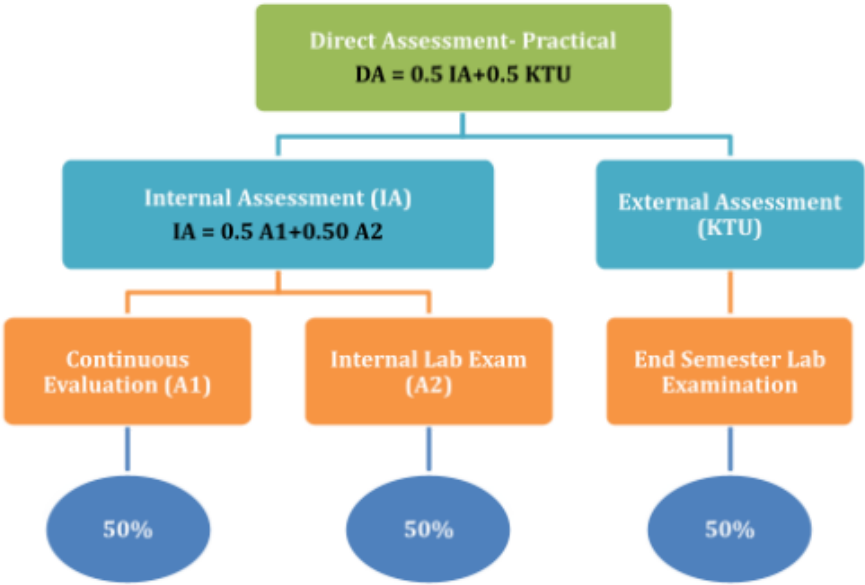 Direct Assessment- Practical
DA = 0.5 IA+0.5 KTU
Internal Assessment (IA)
IA = 0.5 A1+0.50 A2
External Assessment
(KTU)
Continuous
Evaluation (A1)
Internal Lab Exam
(A2)
End Semester Lab
Examination
50%
50%
50%